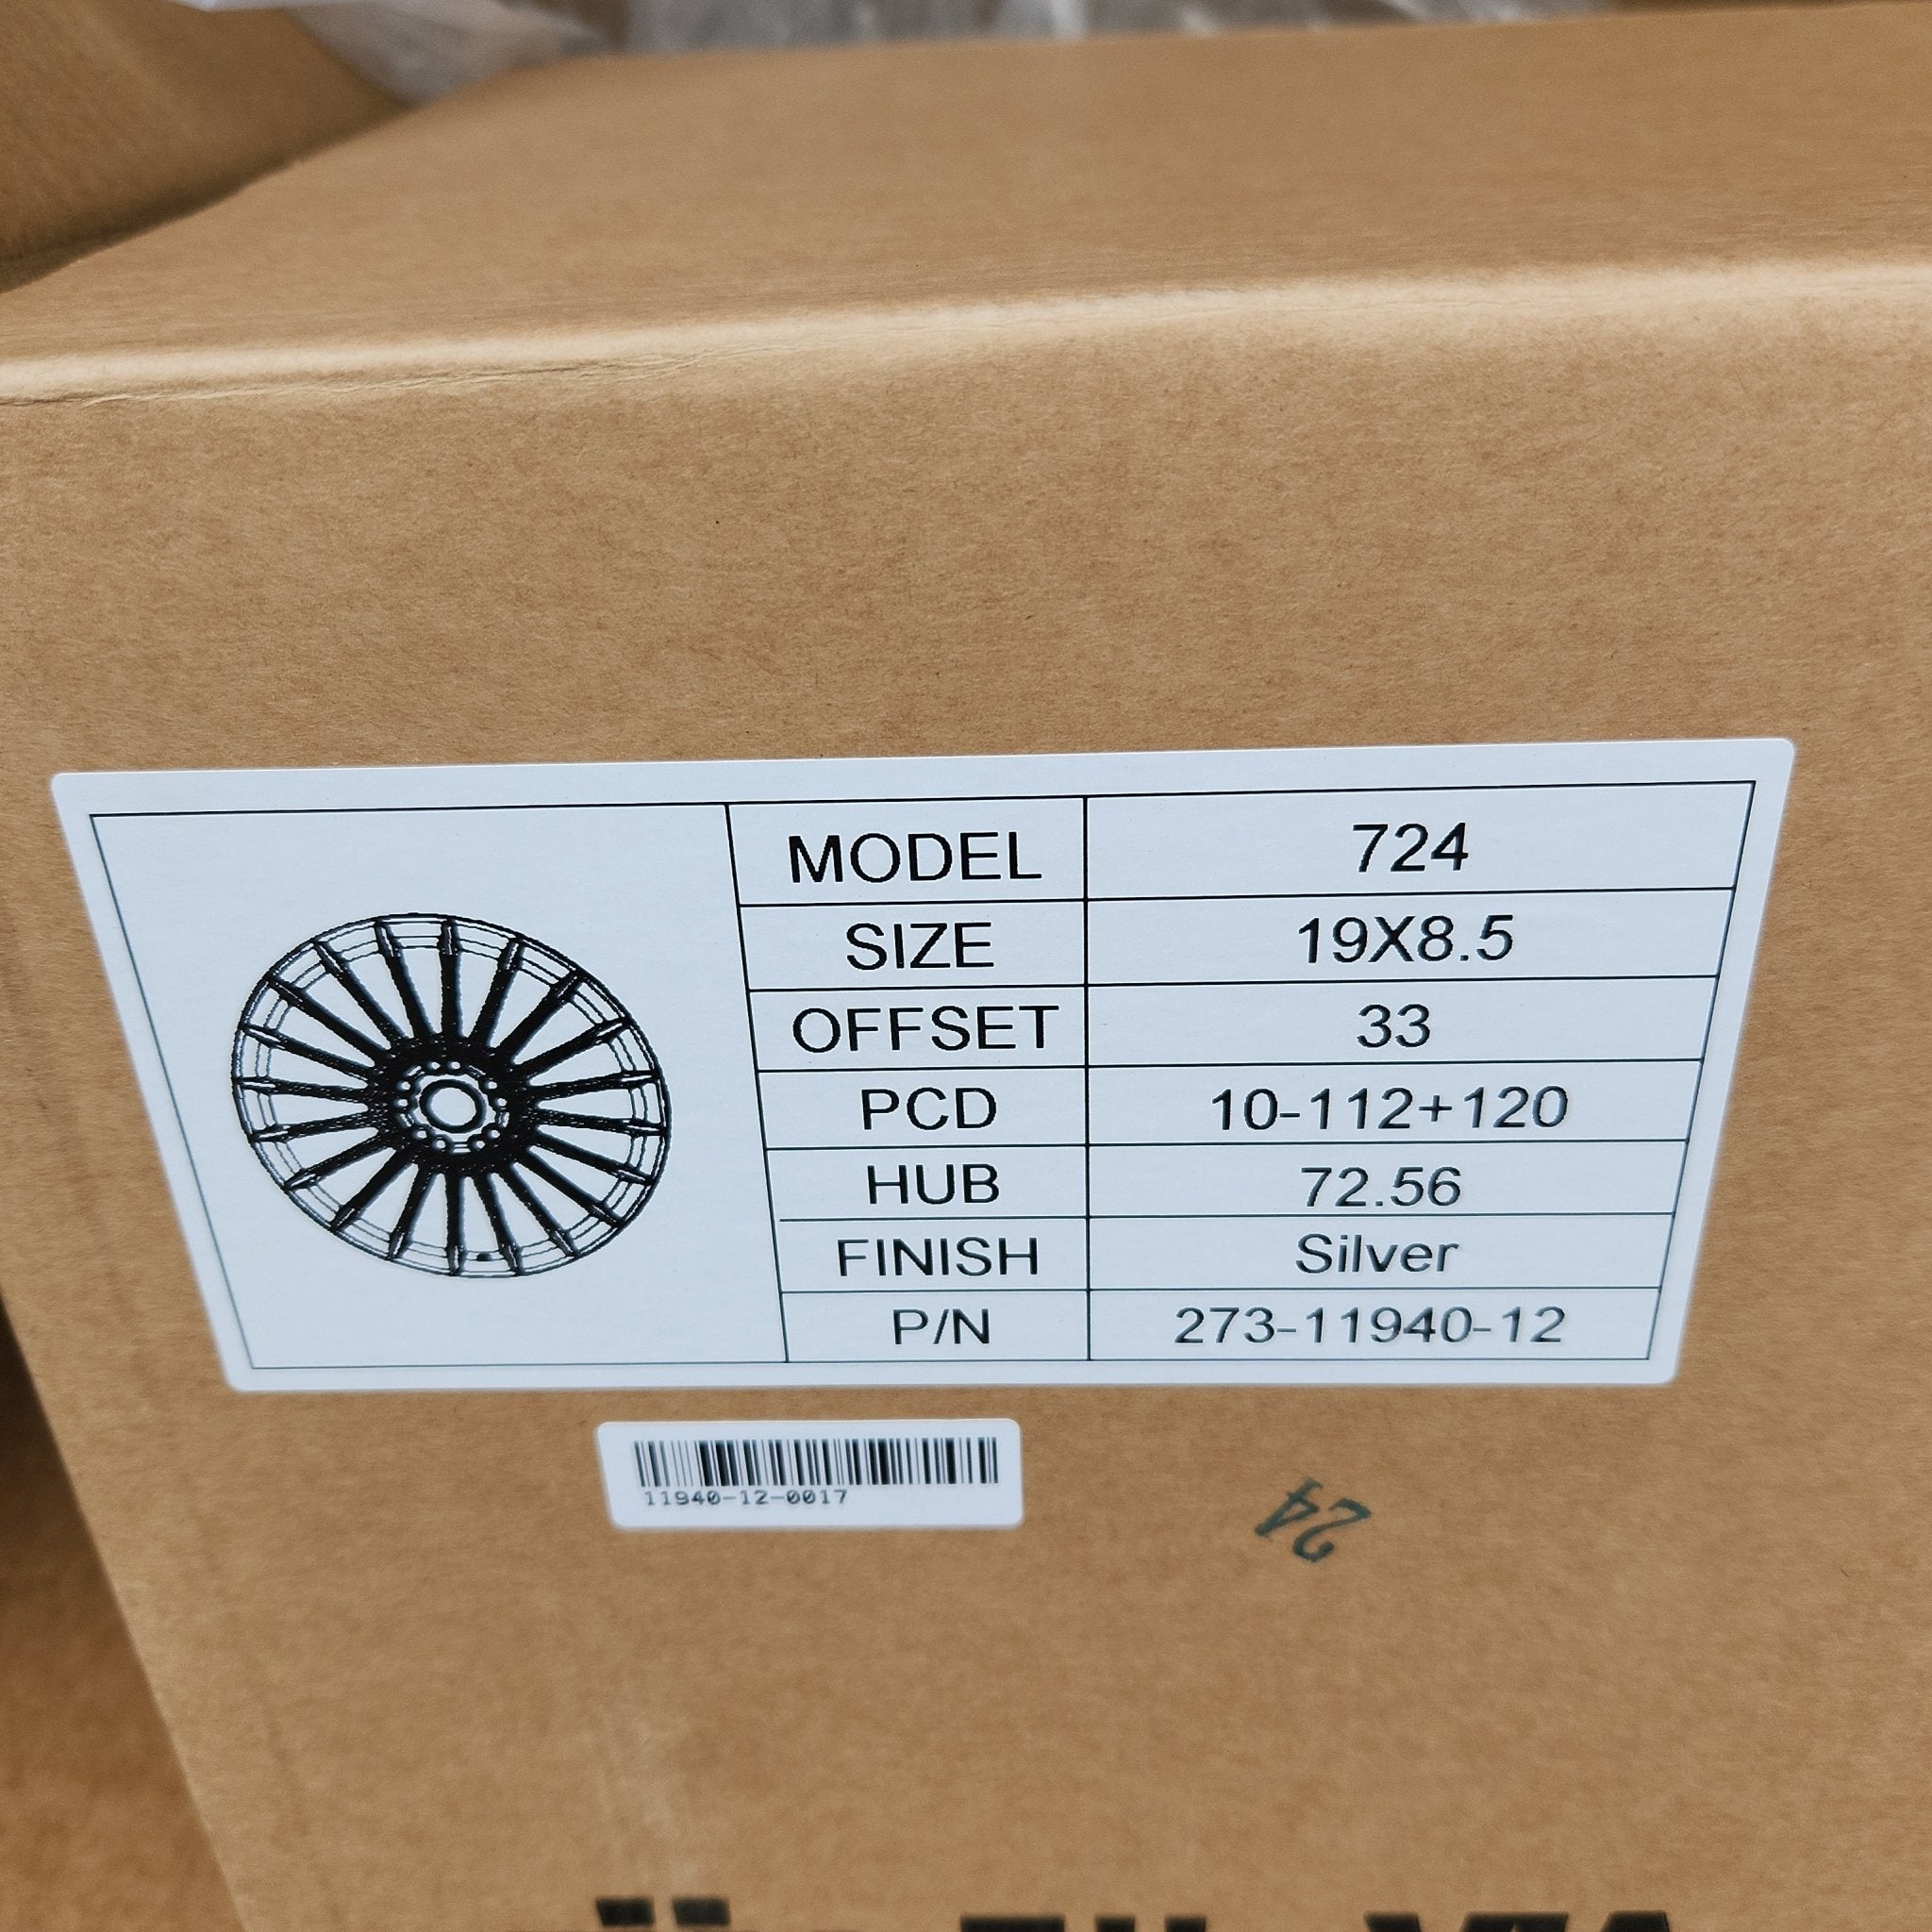 MODEL 724
SIZE 19X8.5
OFFSET 33
PCD 10-112+120
HUB 72.56
FINISH Silver
P/N 273-11940-12
11940-12-0017
24